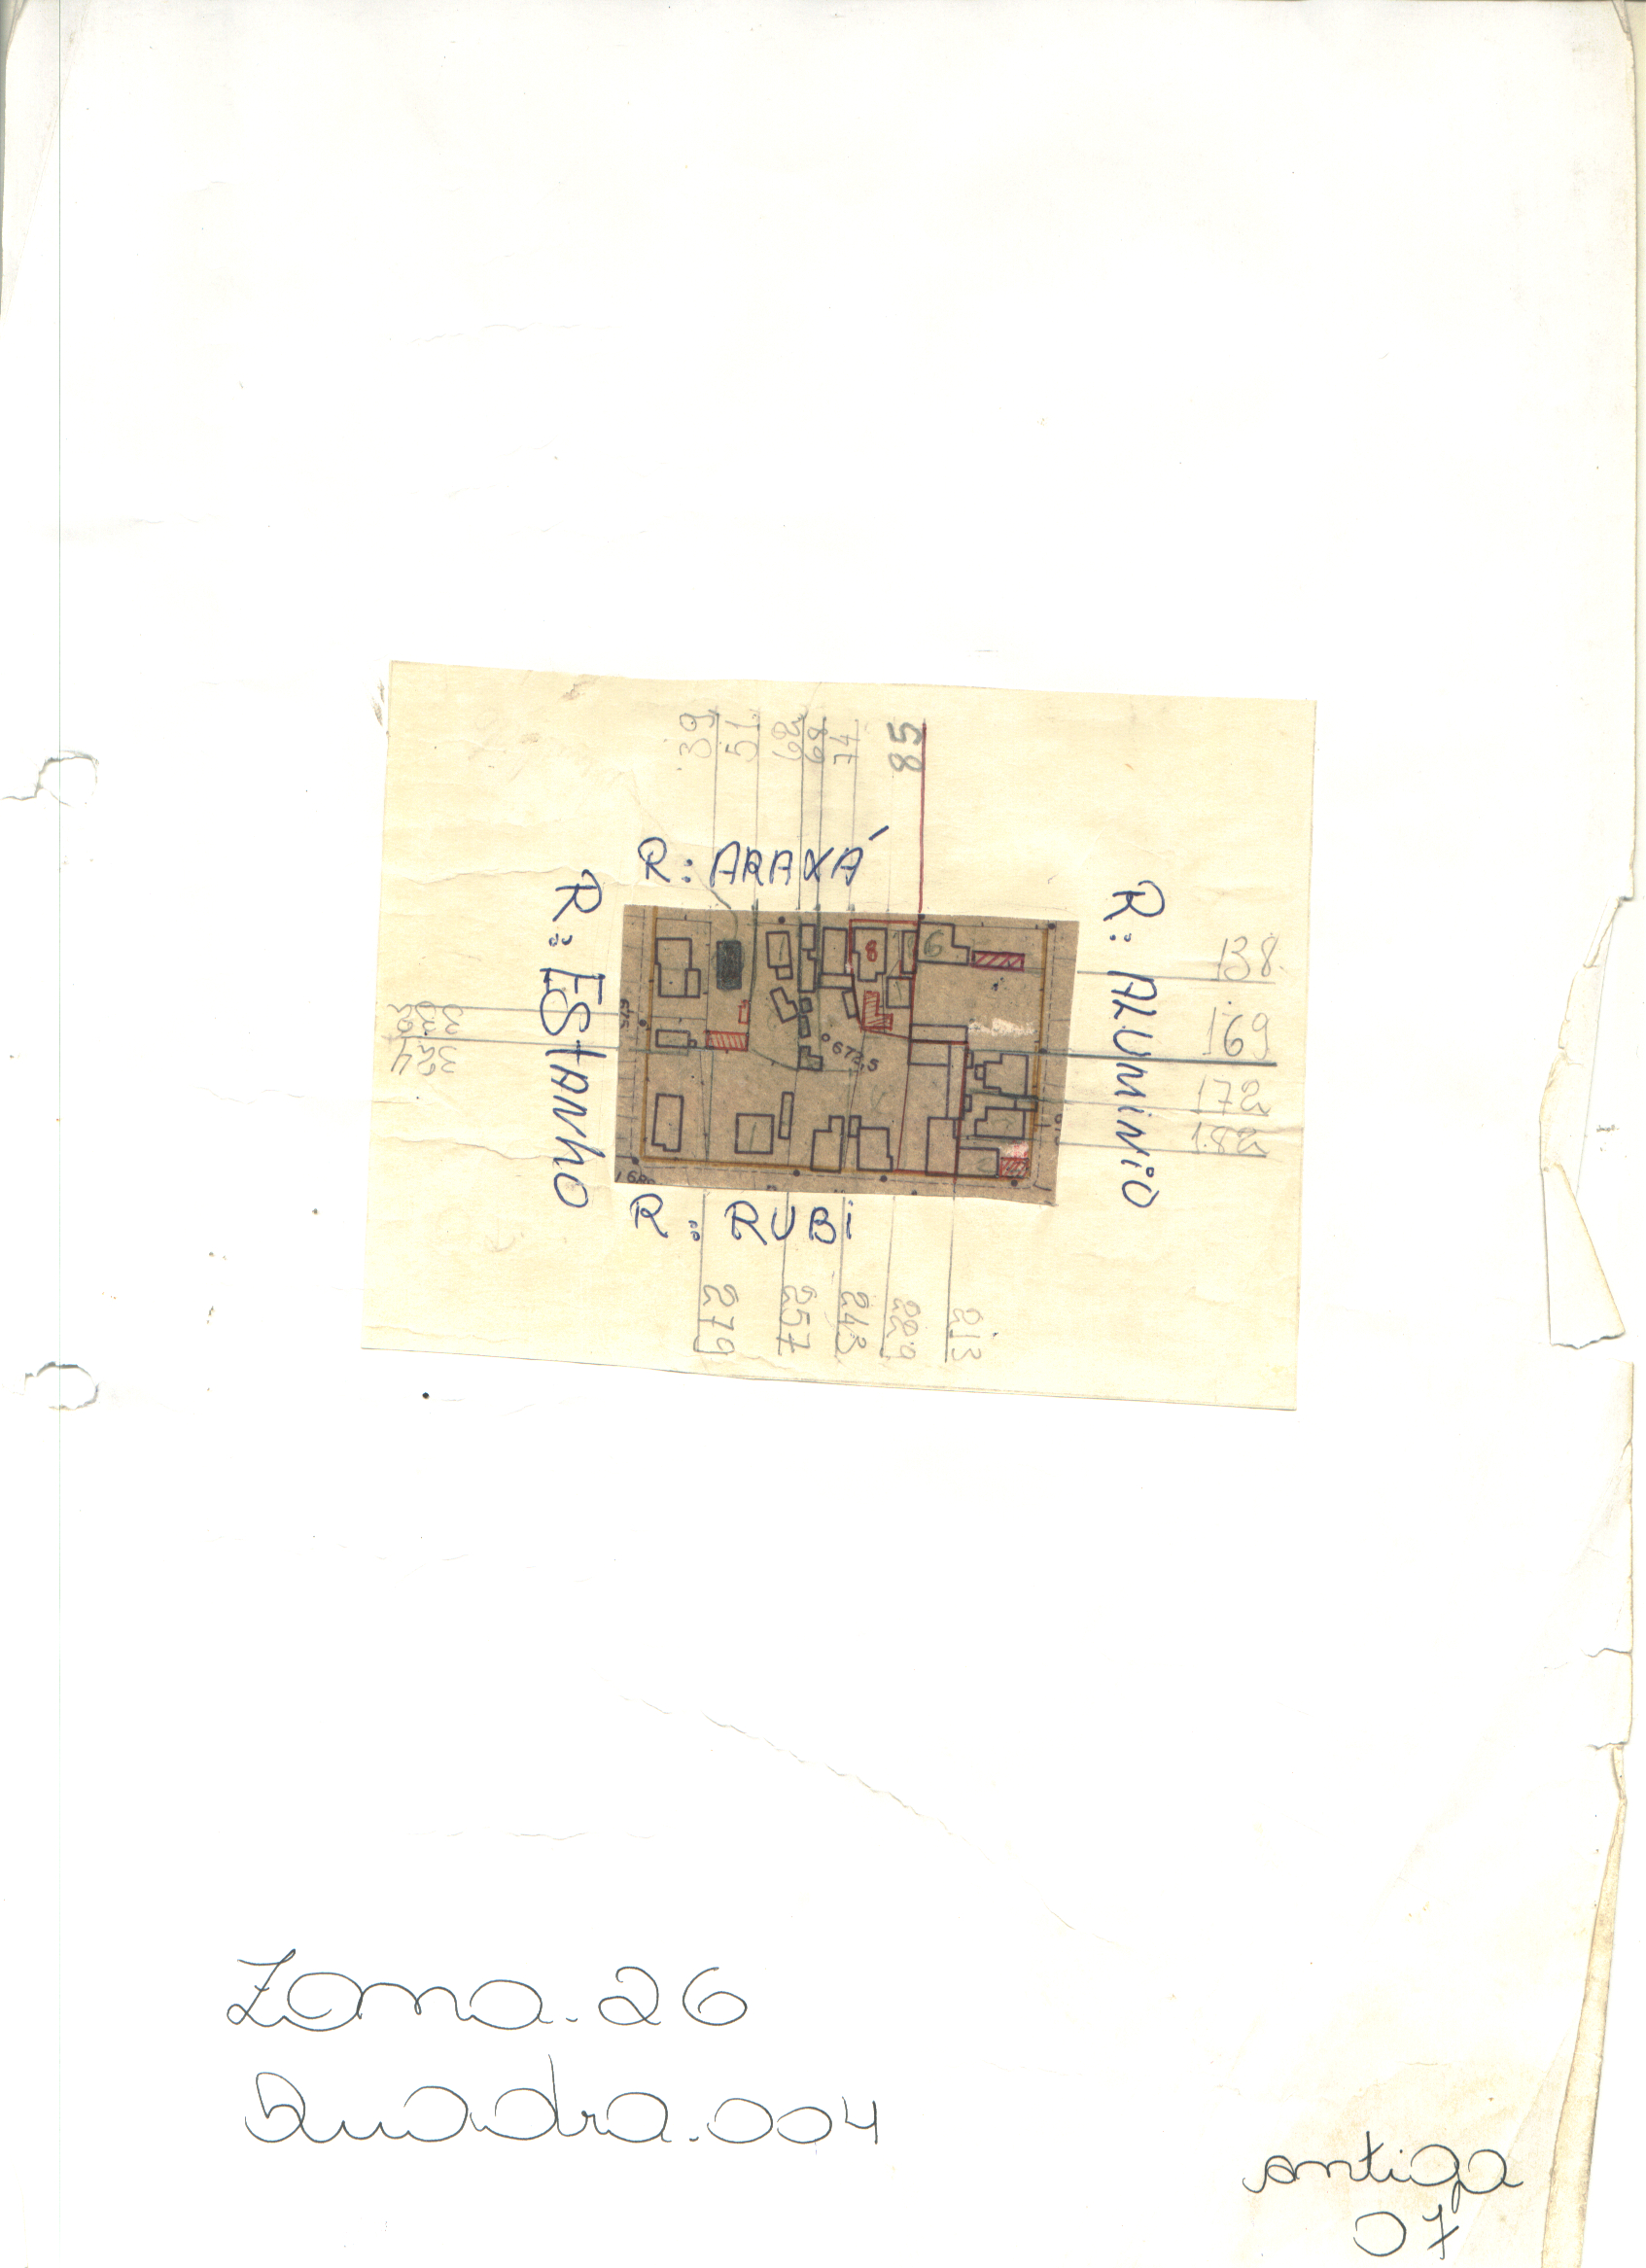 39
51
62
68
74
85
R: ARAXÁ
R: ESTANHO
R: ALUMINIO
138
169
172
182
324
8
6
672,5
R: RUBI
279
257
243
229
213
Zona. 26
Quadra. 004
antiga
07